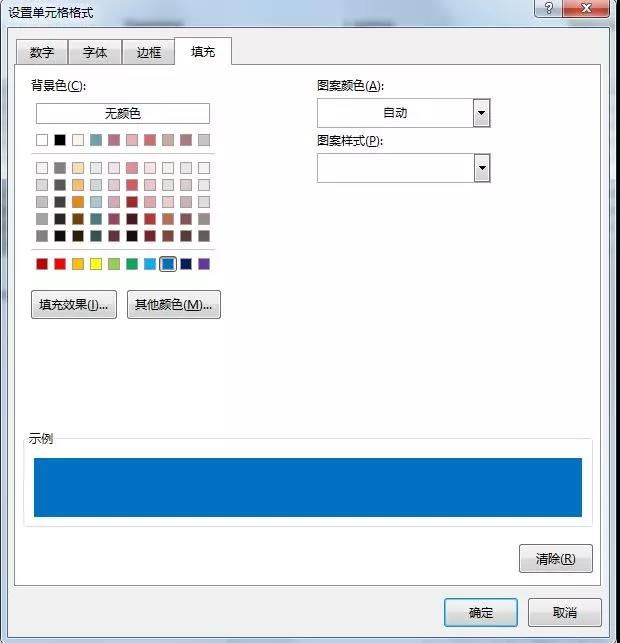 设置单元格格式
?
数字 字体 边框 填充
背景色(C): 图案颜色(A):
无颜色 自动
图案样式(P):
填充效果(I)... 其他颜色(M)...
示例
清除(R)
确定 取消